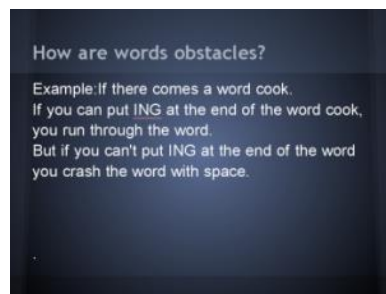 How are words obstacles?
Example:If there comes a word cook.
If you can put ING at the end of the word cook,
you run through the word.
But if you can't put ING at the end of the word
you crash the word with space.
.